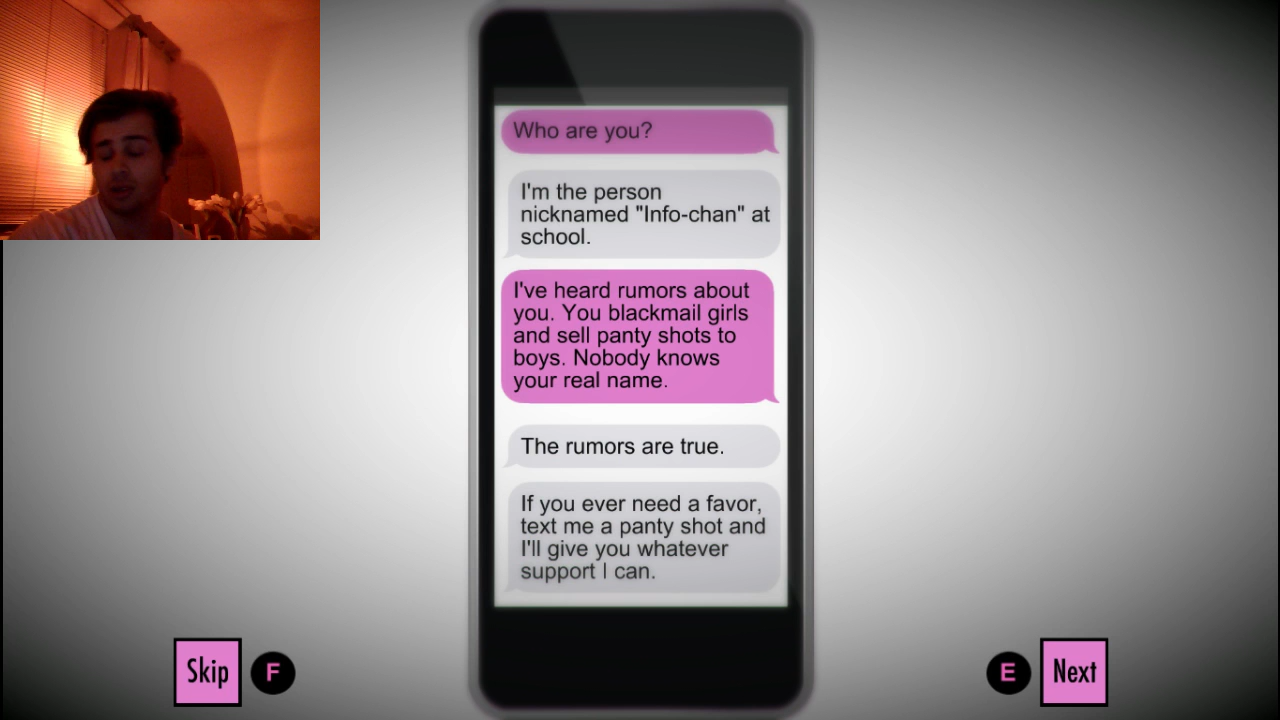 Who are you?
I'm the person
nicknamed "Info-chan" at
school.
I've heard rumors about
you. You blackmail girls
and sell panty shots to
boys. Nobody knows
your real name.
The rumors are true.
If you ever need a favor,
text me a panty shot and
I'll give you whatever
support I can.
Skip F
E Next